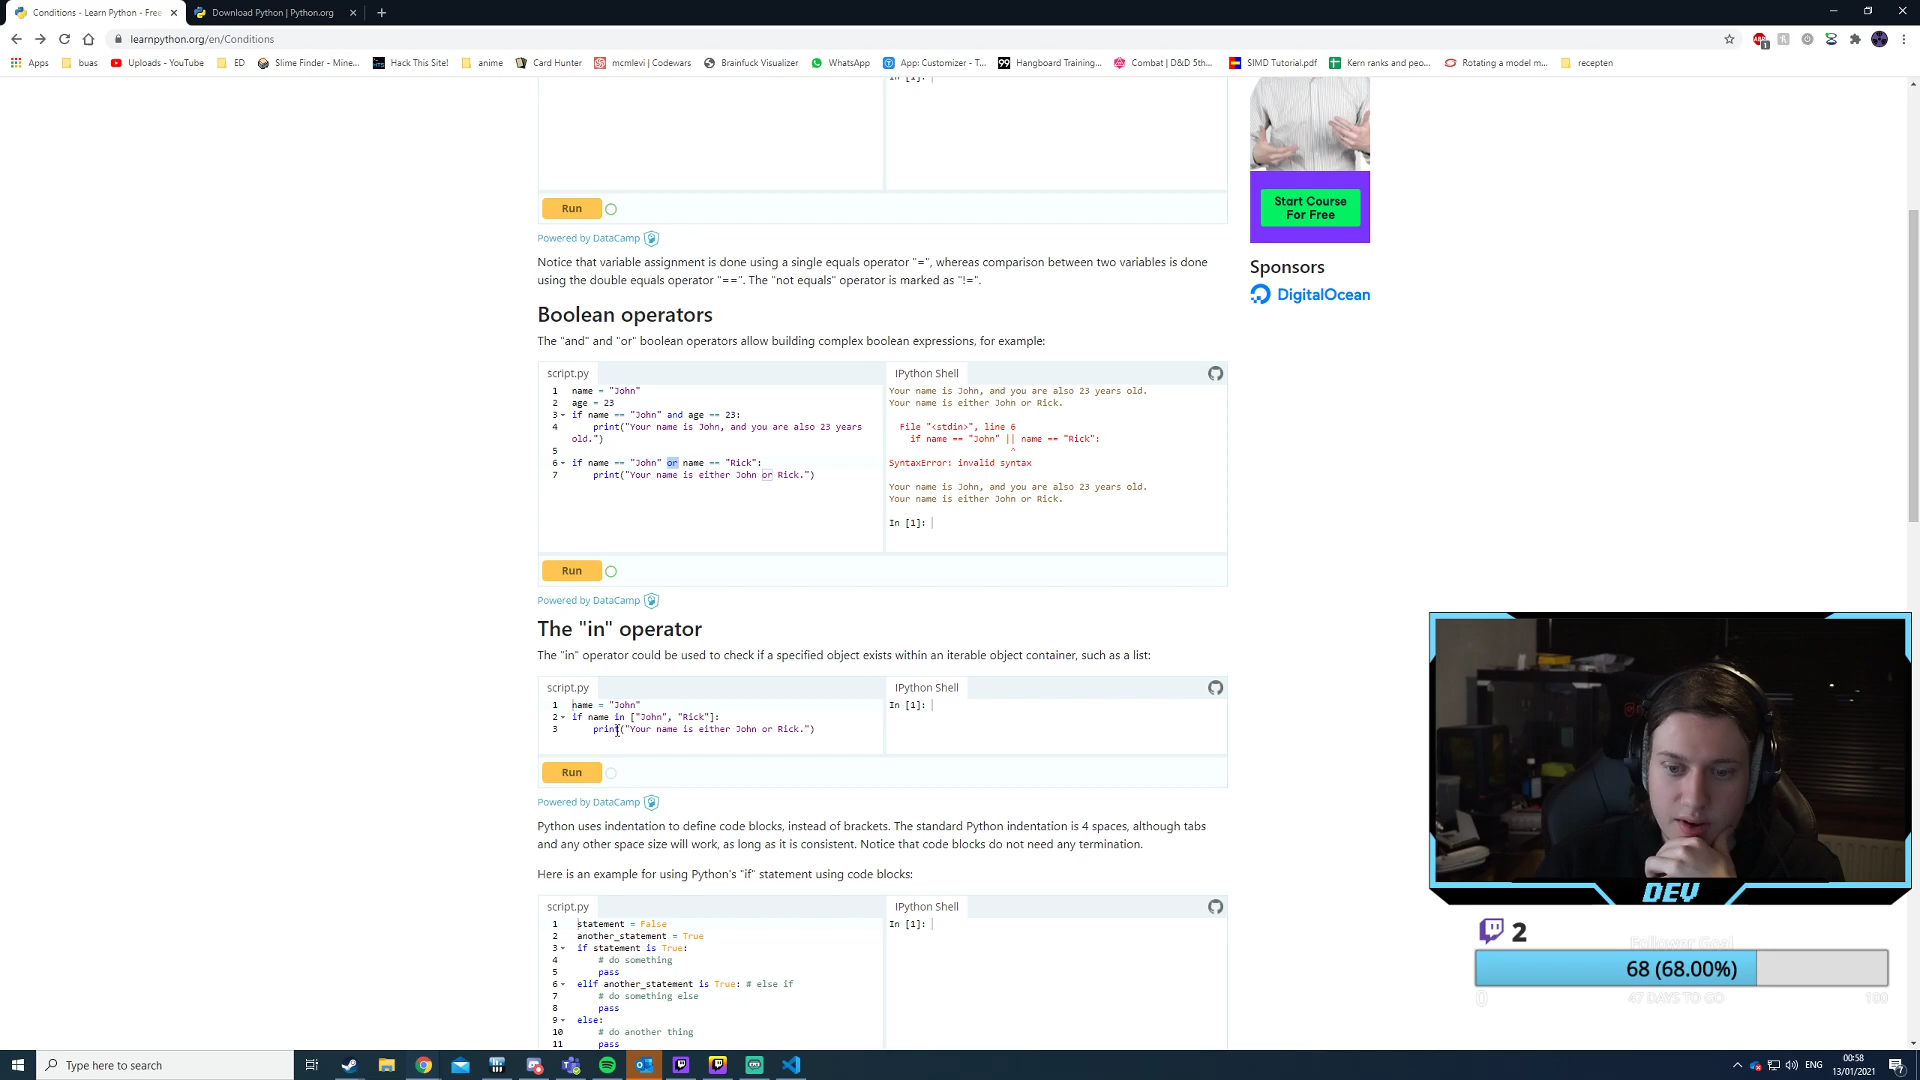 Conditions - Learn Python - Free
Download Python | Python.org
learnpython.org/en/Conditions
Apps
buas
Uploads - YouTube
ED
Slime Finder - Mine...
Hack This Site!
anime
Card Hunter
mcmlevi | Codewars
Brainfuck Visualizer
WhatsApp
App: Customizer - T...
Hangboard Training...
Combat | D&D 5th...
SIMD Tutorial.pdf
Kern ranks and peo...
Rotating a model m...
recepten
In [1]:
Run
Powered by DataCamp
Notice that variable assignment is done using a single equals operator "=", whereas comparison between two variables is done
using the double equals operator "==". The "not equals" operator is marked as "!=".
Start Course
For Free
Sponsors
DigitalOcean
Boolean operators
The "and" and "or" boolean operators allow building complex boolean expressions, for example:
script.py
1 name = "John"
2 age = 23
3 if name == "John" and age == 23:
4 print("Your name is John, and you are also 23 years
old.")
5
6 if name == "John" or name == "Rick":
7 print("Your name is either John or Rick.")
IPython Shell
Your name is John, and you are also 23 years old.
Your name is either John or Rick.
File "<stdin>", line 6
if name == "John" || name == "Rick":
^
SyntaxError: invalid syntax
Your name is John, and you are also 23 years old.
Your name is either John or Rick.
In [1]:
Run
Powered by DataCamp
The "in" operator
The "in" operator could be used to check if a specified object exists within an iterable object container, such as a list:
script.py
1 name = "John"
2 if name in ["John", "Rick"]:
3 print("Your name is either John or Rick.")
IPython Shell
In [1]:
Run
Powered by DataCamp
Python uses indentation to define code blocks, instead of brackets. The standard Python indentation is 4 spaces, although tabs
and any other space size will work, as long as it is consistent. Notice that code blocks do not need any termination.
Here is an example for using Python's "if" statement using code blocks:
script.py
1 statement = False
2 another_statement = True
3 if statement is True:
4 # do something
5 pass
6 elif another_statement is True: # else if
7 # do something else
8 pass
9 else:
10 # do another thing
11 pass
IPython Shell
In [1]:
DEV
2
Follower Goal
68 (68.00%)
0
47 DAYS TO GO
100
Type here to search
ENG
00:58
13/01/2021